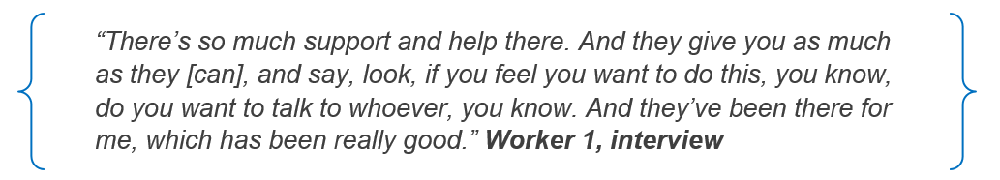 “There’s so much support and help there. And they give you as much
as they [can], and say, look, if you feel you want to do this, you know,
do you want to talk to whoever, you know. And they’ve been there for
me, which has been really good.” Worker 1, interview